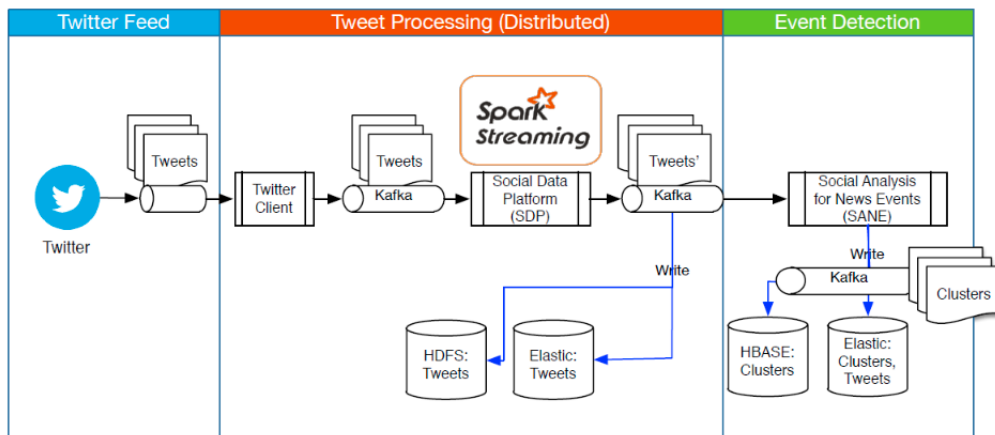 Twitter Feed
Tweet Processing (Distributed)
Event Detection
Spark
Streaming
Tweets
Tweets
Tweets'
Twitter
Client
Kafka
Social Data
Platform
(SDP)
Kafka
Social Analysis
for News Events
(SANE)
Twitter
Write
Write
Kafka
Clusters
HDFS:
Tweets
Elastic:
Tweets
HBASE:
Clusters
Elastic:
Clusters,
Tweets